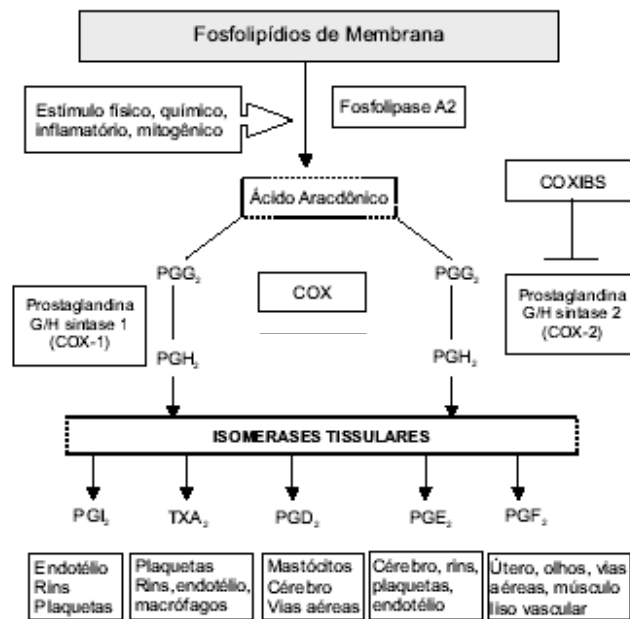 Fosfolipídios de Membrana
Estímulo físico, químico,
inflamatório, mitogênico
Fosfolipase A2
Ácido Aracdônico
COXIBS
PGG₂
COX
PGG₂
Prostaglandina
G/H sintase 1
(COX-1)
Prostaglandina
G/H sintase 2
(COX-2)
PGH₂
PGH₂
ISOMERASES TISSULARES
PGI₂
TXA₂
PGD₂
PGE₂
PGF₂
Endotélio
Rins
Plaquetas
Plaquetas
Rins,endotélio,
macrófagos
Mastócitos
Cérebro
Vias aéreas
Cérebro, rins,
plaquetas,
endotélio
Útero, olhos, vias
aéreas, músculo
liso vascular